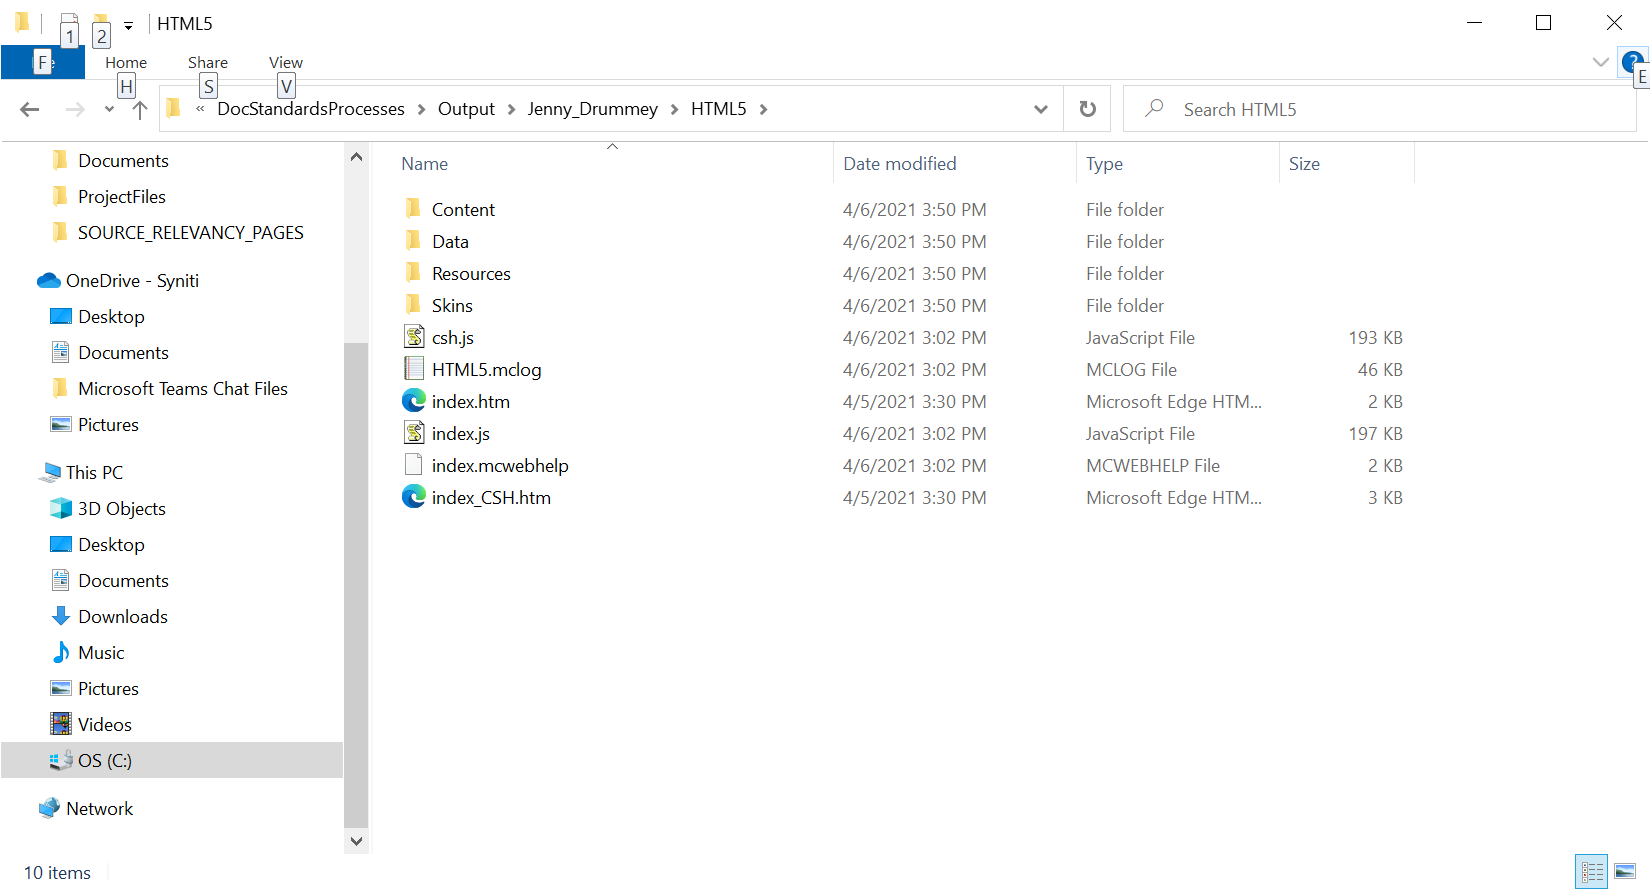 HTML5
1 2
F
Home Share View
H S V E
« DocStandardsProcesses > Output > Jenny_Drummey > HTML5 >
Search HTML5
Documents
ProjectFiles
SOURCE_RELEVANCY_PAGES
OneDrive - Syniti
Desktop
Documents
Microsoft Teams Chat Files
Pictures
This PC
3D Objects
Desktop
Documents
Downloads
Music
Pictures
Videos
OS (C:)
Network
Name Date modified Type Size
Content 4/6/2021 3:50 PM File folder
Data 4/6/2021 3:50 PM File folder
Resources 4/6/2021 3:50 PM File folder
Skins 4/6/2021 3:50 PM File folder
csh.js 4/6/2021 3:02 PM JavaScript File 193 KB
HTML5.mclog 4/6/2021 3:02 PM MCLOG File 46 KB
index.htm 4/5/2021 3:30 PM Microsoft Edge HTM... 2 KB
index.js 4/6/2021 3:02 PM JavaScript File 197 KB
index.mcwebhelp 4/6/2021 3:02 PM MCWEBHELP File 2 KB
index_CSH.htm 4/5/2021 3:30 PM Microsoft Edge HTM... 3 KB
10 items